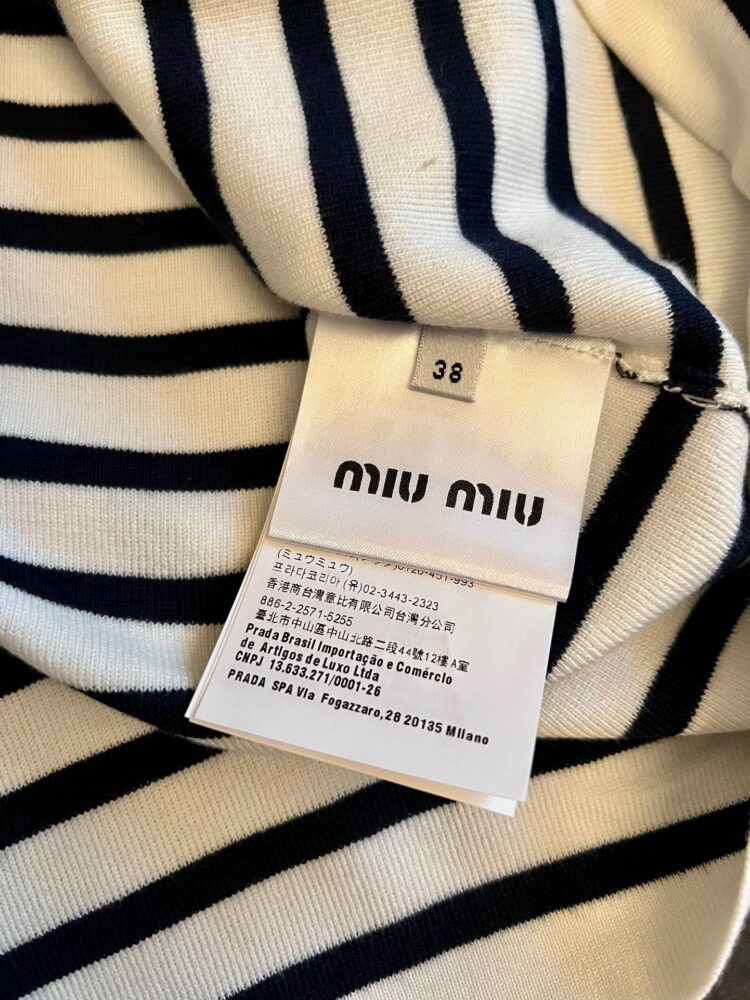 38
miu miu
0120-451-993
(ミュウミュウ)
프라다코리아 (유)02-3443-2323
香港商台灣意比有限公司台灣分公司
886-2-2571-5255
臺北市中山區中山北路二段44號12樓A室
Prada Brasil Importação e Comércio
de Artigos de Luxo Ltda
CNPJ 13.633.271/0001-26
PRADA SPA Via Fogazzaro,28 20135 Milano